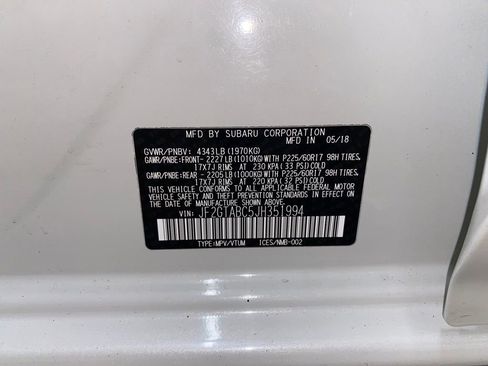 MFD BY SUBARU CORPORATION
MFD IN 05/18
GVWR/PNBV: 4343LB(1970KG)
GAWR/PNBE:FRONT- 2227LB(1010KG)WITH P225/60R17 98H TIRES,
17X7J RIMS AT 230 KPA(33 PSI)COLD
GAWR/PNBE:REAR - 2205LB(1000KG)WITH P225/60R17 98H TIRES,
17X7J RIMS AT 220 KPA(32 PSI)COLD
THIS VEHICLE CONFORMS TO ALL APPLICABLE FEDERAL MOTOR
VEHICLE SAFETY, BUMPER, AND THEFT PREVENTION STANDARDS IN EFFECT
ON THE DATE OF MANUFACTURE SHOWN ABOVE.
VIN: JF2GTABC5JH351994
TYPE:MPV/VTUM ICES/NMB-002